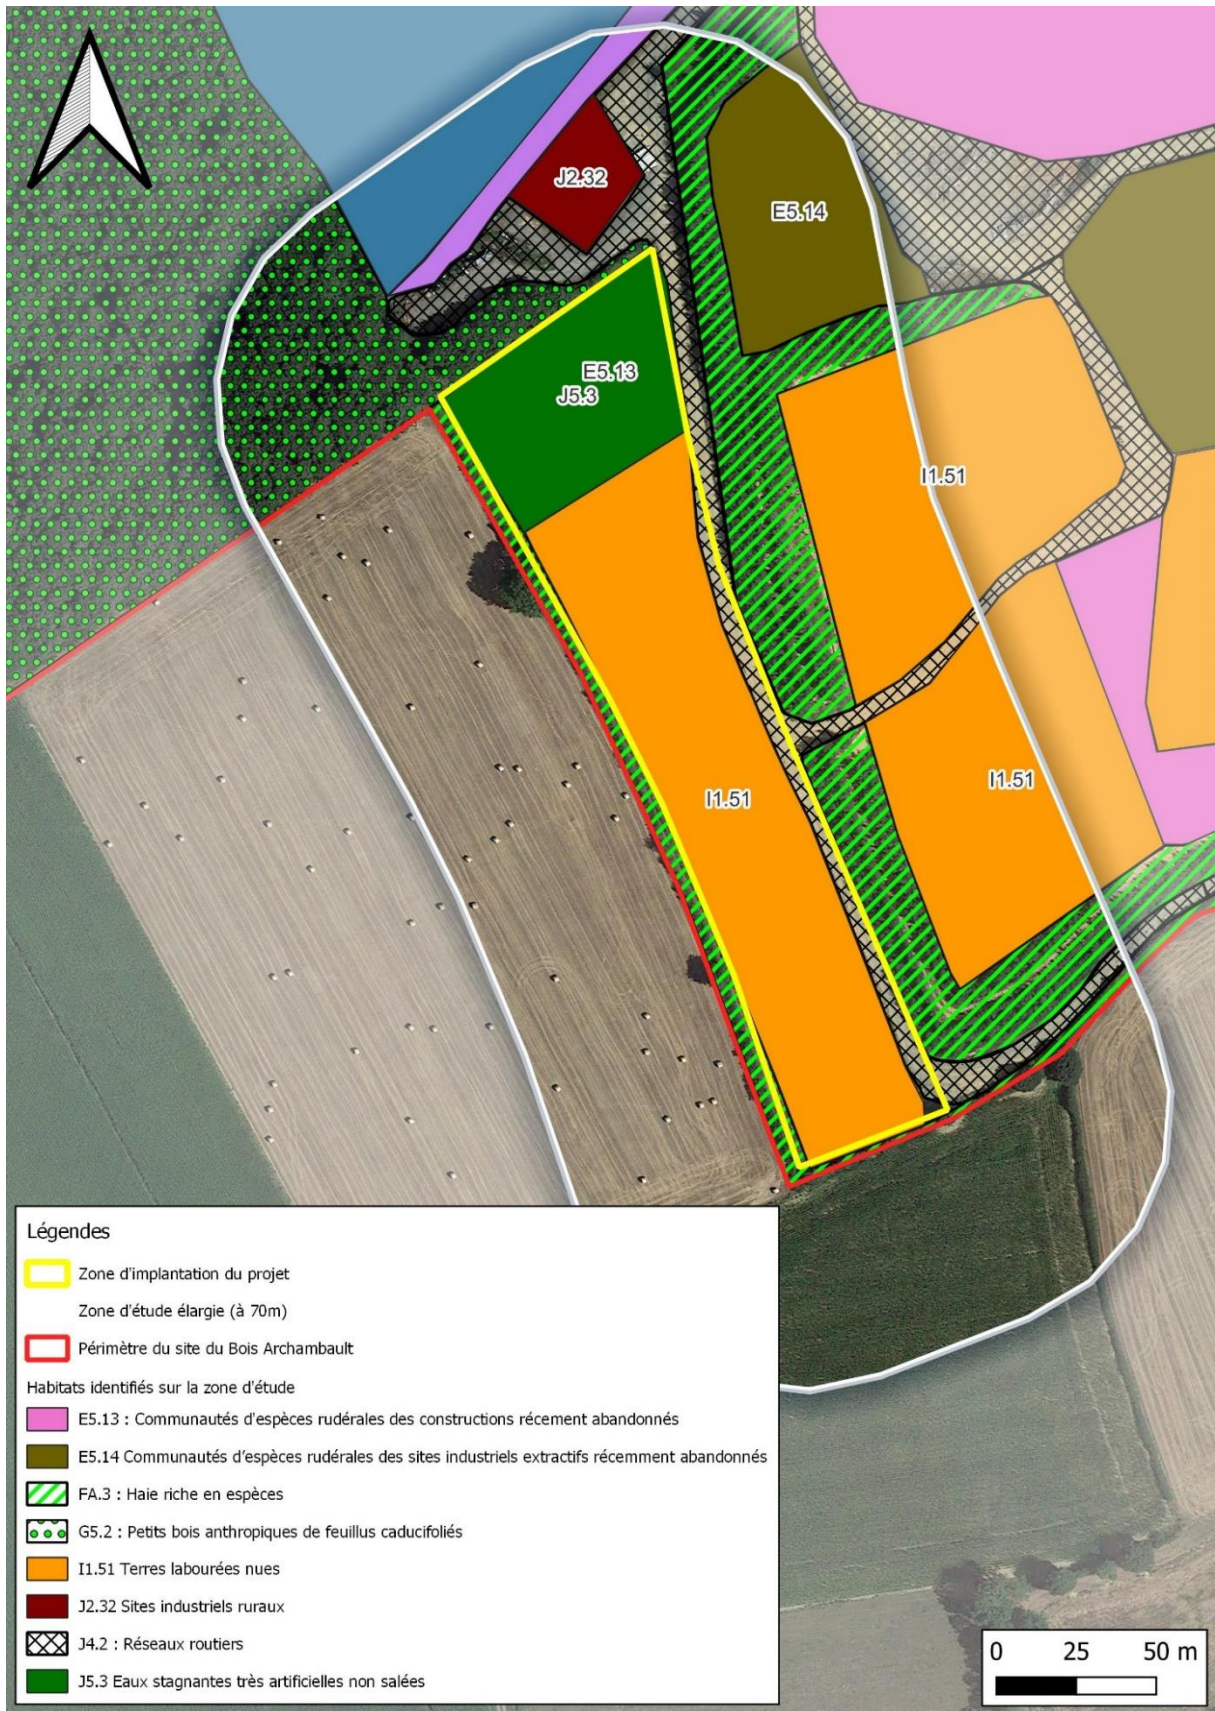 J2.32
E5.14
E5.13
J5.3
I1.51
I1.51
I1.51
Légendes
Zone d'implantation du projet
Zone d'étude élargie (à 70m)
Périmètre du site du Bois Archambault
Habitats identifiés sur la zone d'étude
E5.13 : Communautés d'espèces rudérales des constructions récement abandonnés
E5.14 Communautés d'espèces rudérales des sites industriels extractifs récemment abandonnés
FA.3 : Haie riche en espèces
G5.2 : Petits bois anthropiques de feuillus caducifoliés
I1.51 Terres labourées nues
J2.32 Sites industriels ruraux
J4.2 : Réseaux routiers
J5.3 Eaux stagnantes très artificielles non salées
0 25 50 m